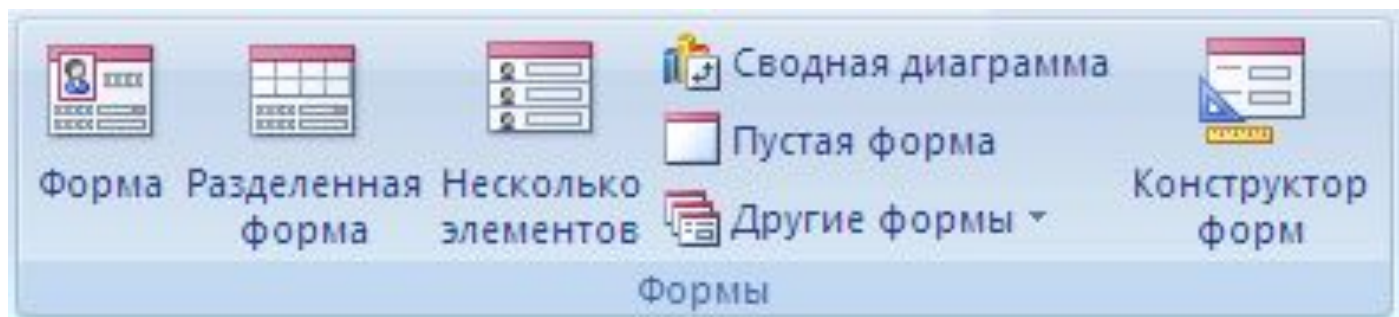 Форма
Разделенная
форма
Несколько
элементов
Сводная диаграмма
Пустая форма
Другие формы
Конструктор
форм
Формы